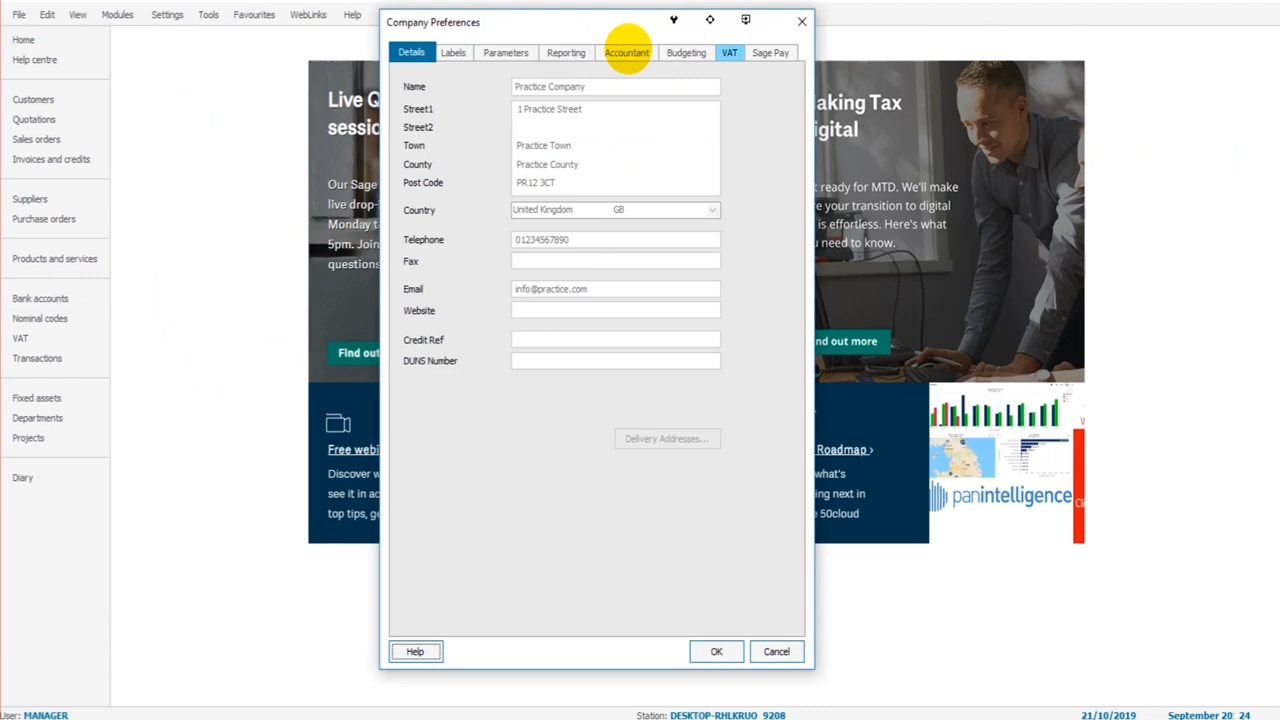 File Edit View Modules Settings Tools Favourites WebLinks Help
Home
Help centre
Customers
Quotations
Sales orders
Invoices and credits
Suppliers
Purchase orders
Products and services
Bank accounts
Nominal codes
VAT
Transactions
Fixed assets
Departments
Projects
Diary
Live Q
sessio
Our Sage
live drop-
Monday t
5pm. Join
questions
Find out
Free webi
Discover w
see it in ac
top tips, ge
Company Preferences
Details Labels Parameters Reporting Accountant Budgeting VAT Sage Pay
Name Practice Company
Street1 1 Practice Street
Street2
Town Practice Town
County Practice County
Post Code PR12 3CT
Country United Kingdom GB
Telephone 01234567890
Fax
Email info@practice.com
Website
Credit Ref
DUNS Number
Delivery Addresses...
Help OK Cancel
aking Tax
igital
t ready for MTD. We'll make
e your transition to digital
is effortless. Here's what
u need to know.
nd out more
Roadmap ›
what's
ing next in
e 50cloud
panintelligence
User: MANAGER Station: DESKTOP-RHLKRUO 9208 21/10/2019 September 20 24